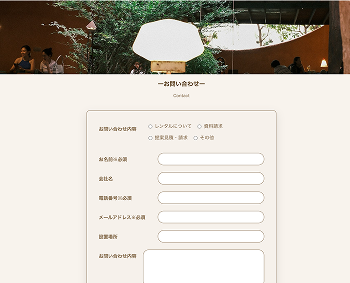 ーお問い合わせー
Contact
お問い合わせ内容
レンタルについて
資料請求
提案見積・請求
その他
お名前※必須
会社名
電話番号※必須
メールアドレス※必須
設置場所
お問い合わせ内容